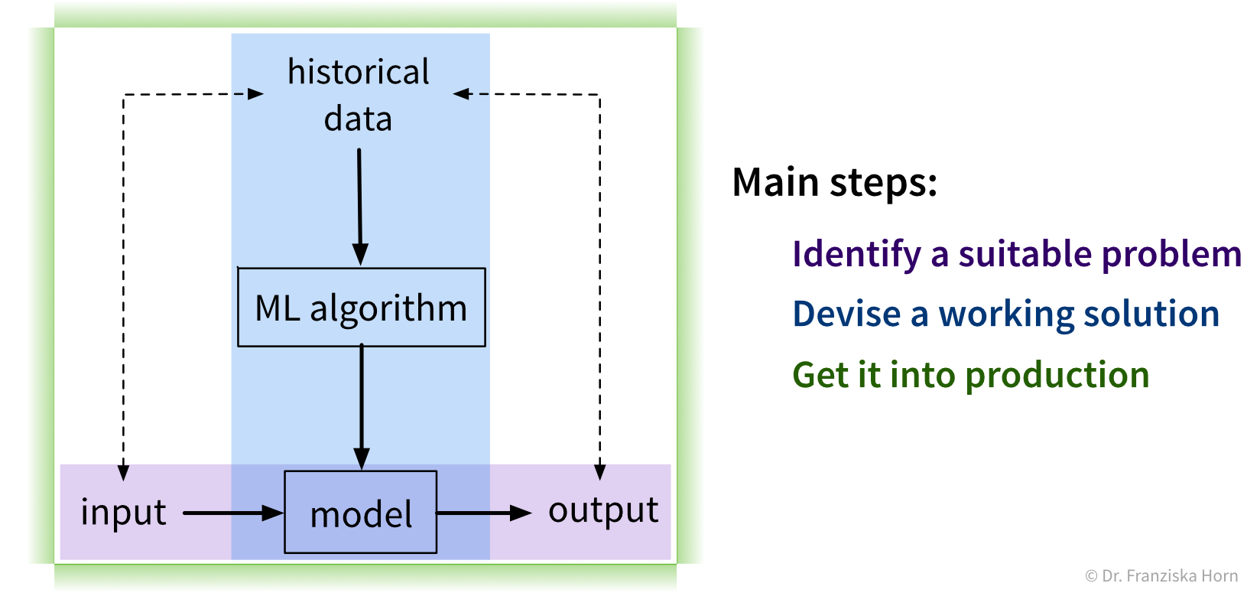 historical
data
ML algorithm
input
model
output
Main steps:
Identify a suitable problem
Devise a working solution
Get it into production
© Dr. Franziska Horn